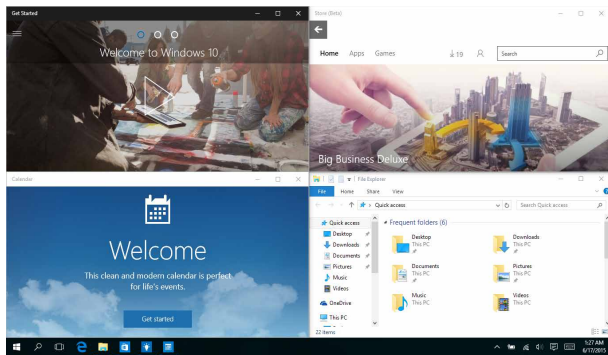 Get Started
Welcome to Windows 10
Store (Beta)
Home Apps Games 19 Search
Big Business Deluxe
Calendar
Welcome
This clean and modern calendar is perfect
for life's events.
Get started
File Explorer
File Home Share View
Quick access
Search Quick access
Quick access
Desktop
Downloads
Documents
Pictures
Music
Videos
OneDrive
This PC
Frequent folders (6)
Desktop
This PC
Downloads
This PC
Documents
This PC
Pictures
This PC
Music
This PC
Videos
This PC
22 items
1:27 AM
6/17/2015